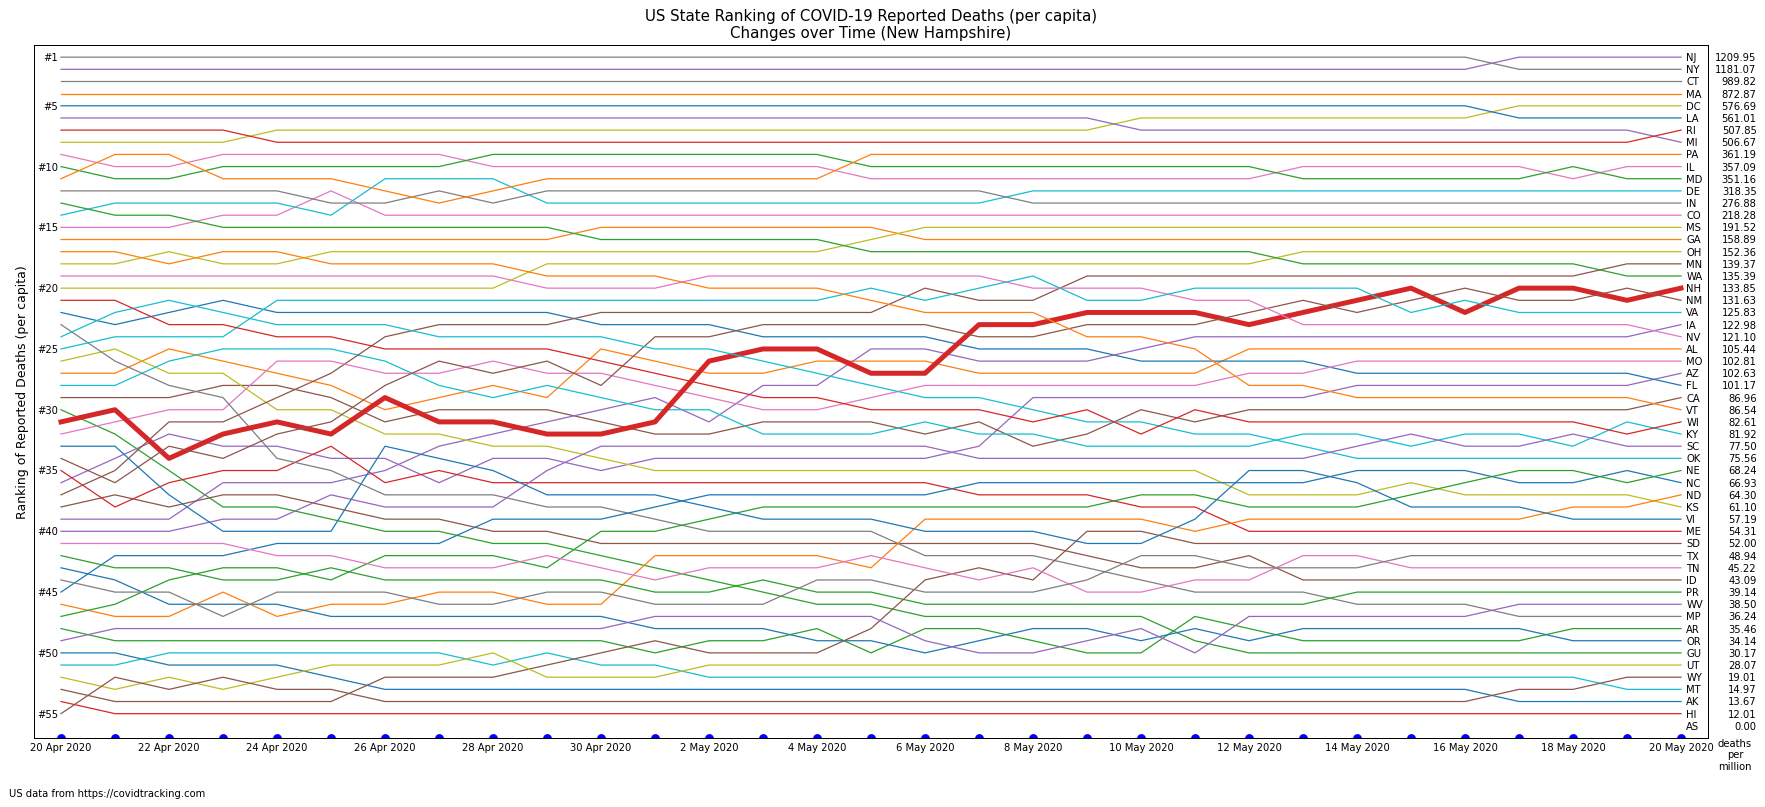 US State Ranking of COVID-19 Reported Deaths (per capita)
Changes over Time (New Hampshire)
Ranking of Reported Deaths (per capita)
#1
#5
#10
#15
#20
#25
#30
#35
#40
#45
#50
#55
NJ 1209.95
NY 1181.07
CT 989.82
MA 872.87
DC 576.69
LA 561.01
RI 507.85
MI 506.67
PA 361.19
IL 357.09
MD 351.16
DE 318.35
IN 276.88
CO 218.28
MS 191.52
GA 158.89
OH 152.36
MN 139.37
WA 135.39
NH 133.85
NM 131.63
VA 125.83
IA 122.98
NV 121.10
AL 105.44
MO 102.81
AZ 102.63
FL 101.17
CA 86.96
VT 86.54
WI 82.61
KY 81.92
SC 77.50
OK 75.56
NE 68.24
NC 66.93
ND 64.30
KS 61.10
VI 57.19
ME 54.31
SD 52.00
TX 48.94
TN 45.22
ID 43.09
PR 39.14
WV 38.50
MP 36.24
AR 35.46
OR 34.14
GU 30.17
UT 28.07
WY 19.01
MT 14.97
AK 13.67
HI 12.01
AS 0.00
20 Apr 2020 22 Apr 2020 24 Apr 2020 26 Apr 2020 28 Apr 2020 30 Apr 2020 2 May 2020 4 May 2020 6 May 2020 8 May 2020 10 May 2020 12 May 2020 14 May 2020 16 May 2020 18 May 2020 20 May 2020
deaths
per
million
US data from https://covidtracking.com